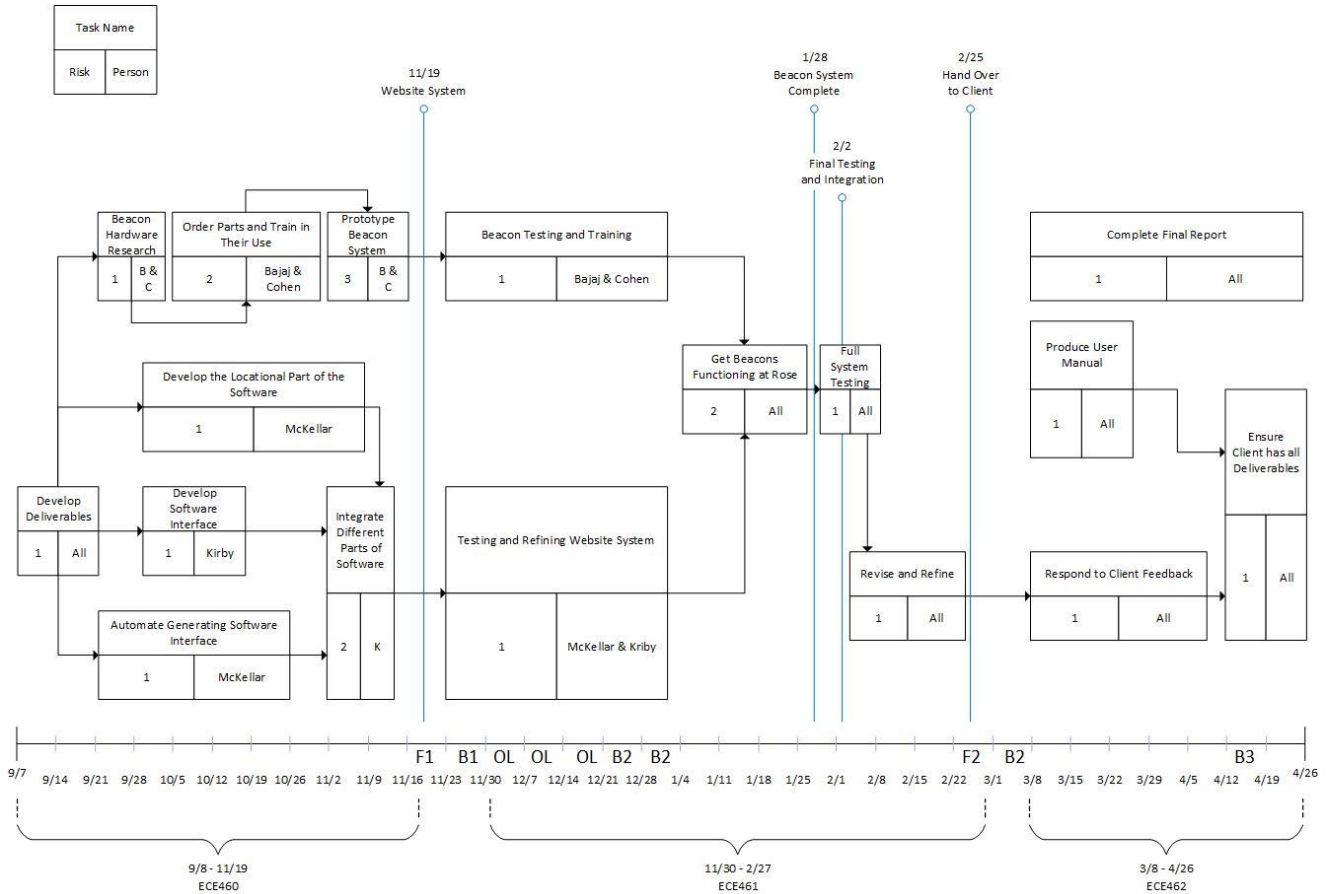 Task Name
Risk
Person
11/19
Website System
1/28
Beacon System
Complete
2/25
Hand Over
to Client
2/2
Final Testing
and Integration
Beacon
Hardware
Research
1
B &
C
Order Parts and Train in
Their Use
2
Bajaj &
Cohen
Prototype
Beacon
System
3
B &
C
Beacon Testing and Training
1
Bajaj & Cohen
Complete Final Report
1
All
Develop the Locational Part of the
Software
1
McKellar
Get Beacons
Functioning at Rose
2
All
Full
System
Testing
1
All
Produce User
Manual
1
All
Ensure
Client has all
Deliverables
1
All
Develop
Deliverables
1
All
Develop
Software
Interface
1
Kirby
Integrate
Different
Parts of
Software
2
K
Testing and Refining Website System
1
McKellar & Kriby
Revise and Refine
1
All
Respond to Client Feedback
1
All
Automate Generating Software
Interface
1
McKellar
F1
B1
OL
OL
OL
B2
B2
F2
B2
B3
9/7
9/14
9/21
9/28
10/5
10/12
10/19
10/26
11/2
11/9
11/16
11/23
11/30
12/7
12/14
12/21
12/28
1/4
1/11
1/18
1/25
2/1
2/8
2/15
2/22
3/1
3/8
3/15
3/22
3/29
4/5
4/12
4/19
4/26
9/8 - 11/19
ECE460
11/30 - 2/27
ECE461
3/8 - 4/26
ECE462